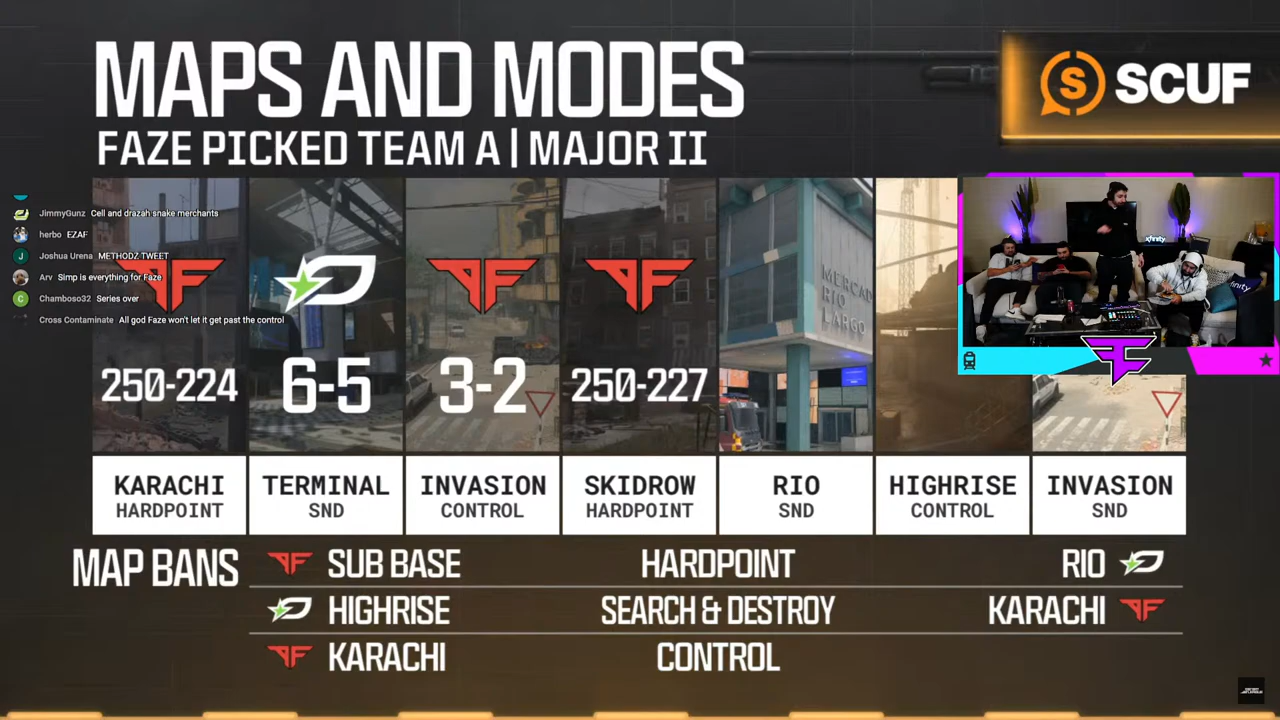 MAPS AND MODES
FAZE PICKED TEAM A | MAJOR II
SCUF
JimmyGunz Cell and drazah snake merchants
herbo EZAF
Joshua Urena METHODZ TWEET
Arv Simp is everything for Faze
Chamboso32 Series over
Cross Contaminate All god Faze won't let it get past the control
250-224
6-5
3-2
250-227
MERCAD
RIO
LARGO
xfinity
KARACHI
HARDPOINT
TERMINAL
SND
INVASION
CONTROL
SKIDROW
HARDPOINT
RIO
SND
HIGHRISE
CONTROL
INVASION
SND
MAP BANS
SUB BASE HARDPOINT RIO
HIGHRISE SEARCH & DESTROY KARACHI
KARACHI CONTROL